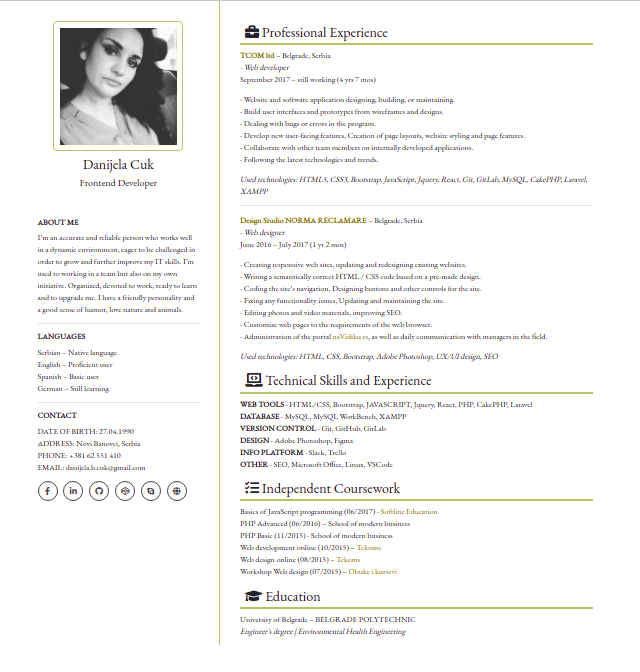 Danijela Cuk
Frontend Developer
ABOUT ME
I'm an accurate and reliable person who works well
in a dynamic environment, eager to be challenged in
order to grow and further improve my IT skills. I'm
used to working in a team but also on my own
initiative. Organized, devoted to work, ready to learn
and to upgrade me. I have a friendly personality and
a good sense of humor, love nature and animals.
LANGUAGES
Serbian – Native language
English – Proficient user
Spanish – Basic user
German – Still learning
CONTACT
DATE OF BIRTH: 27.04.1990
ADDRESS: Novi Banovci, Serbia
PHONE: +381 62 551 410
EMAIL: danijela.b.cuk@gmail.com
Professional Experience
TCOM ltd – Belgrade, Serbia
- Web developer
September 2017 – still working (4 yrs 7 mos)
- Website and software application designing, building, or maintaining.
- Build user interfaces and prototypes from wireframes and designs.
- Dealing with bugs or errors in the program.
- Develop new user-facing features, Creation of page layouts, website styling and page features.
- Collaborate with other team members on internally developed applications.
- Following the latest technologies and trends.
Used technologies: HTML5, CSS3, Bootstrap, JavaScript, Jquery, React, Git, GitLab, MySQL, CakePHP, Laravel,
XAMPP
Design Studio NORMA RECLAMARE – Belgrade, Serbia
- Web designer
June 2016 – July 2017 (1 yr 2 mos)
- Creating responsive web sites, updating and redesigning existing websites.
- Writing a semantically correct HTML / CSS code based on a pre-made design.
- Coding the site's navigation, Designing buttons and other controls for the site.
- Fixing any functionality issues, Updating and maintaining the site.
- Editing photos and video materials, improving SEO.
- Customize web pages to the requirements of the web browser.
- Administration of the portal naVidiku.rs, as well as daily communication with managers in the field.
Used technologies: HTML, CSS, Bootstrap, Adobe Photoshop, UX/UI design, SEO
Technical Skills and Experience
WEB TOOLS - HTML/CSS, Bootstrap, JAVASCRIPT, Jquery, React, PHP, CakePHP, Laravel
DATABASE - MySQL, MySQL WorkBench, XAMPP
VERSION CONTROL - Git, GitHub, GitLab
DESIGN - Adobe Photoshop, Figma
INFO PLATFORM - Slack, Trello
OTHER - SEO, Microsoft Office, Linux, VSCode
Independent Coursework
Basics of JavaScript programming (06/2017) - Softline Education
PHP Advanced (06/2016) – School of modern business
PHP Basic (11/2015) - School of modern business
Web development online (10/2015) – Tekoms
Web design online (08/2015) – Tekoms
Workshop Web design (07/2015) – Obuke i kursevi
Education
University of Belgrade – BELGRADE POLYTECHNIC
Engineer's degree | Environmental Health Engineering